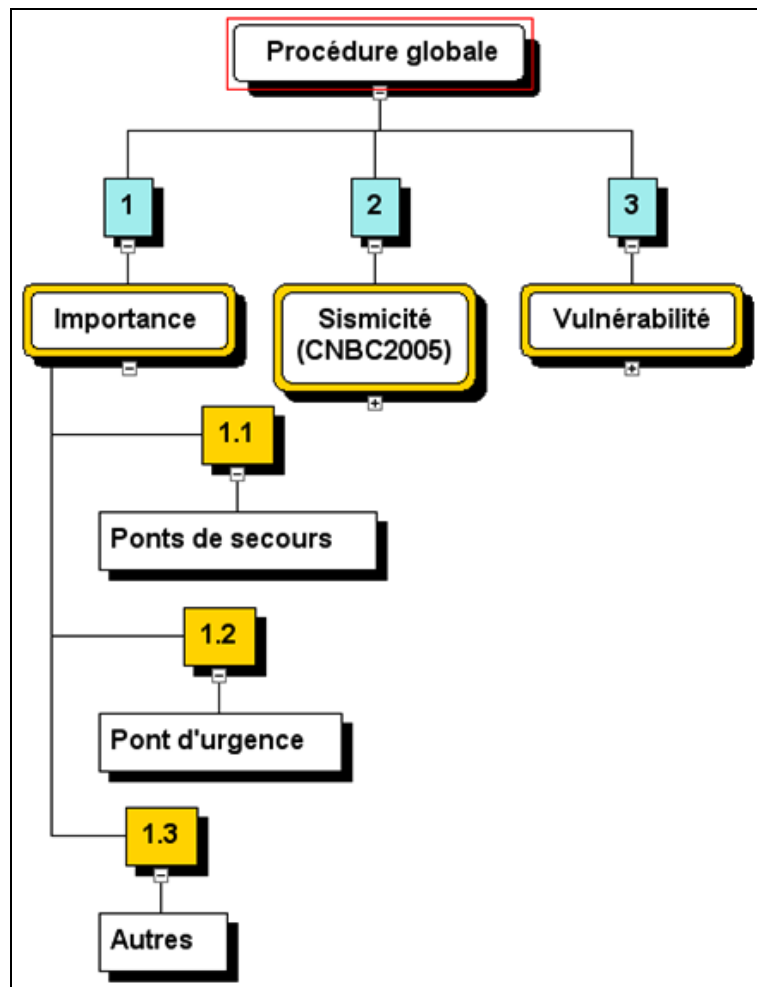 Procédure globale
1
2
3
Importance
Sismicité
(CNBC2005)
Vulnérabilité
1.1
Ponts de secours
1.2
Pont d'urgence
1.3
Autres